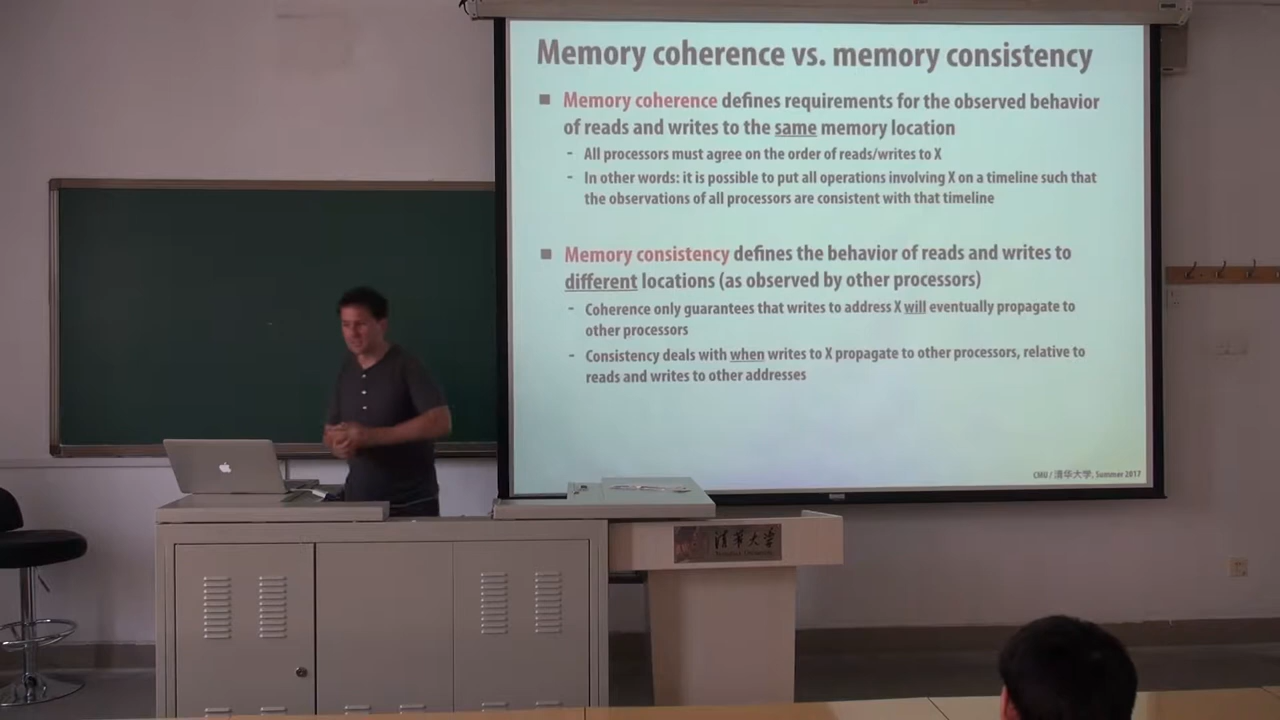 Memory coherence vs. memory consistency
Memory coherence defines requirements for the observed behavior
of reads and writes to the same memory location
- All processors must agree on the order of reads/writes to X
- In other words: it is possible to put all operations involving X on a timeline such that
the observations of all processors are consistent with that timeline
Memory consistency defines the behavior of reads and writes to
different locations (as observed by other processors)
- Coherence only guarantees that writes to address X will eventually propagate to
other processors
- Consistency deals with when writes to X propagate to other processors, relative to
reads and writes to other addresses
CMU / 清华大学, Summer 2017
清华大学